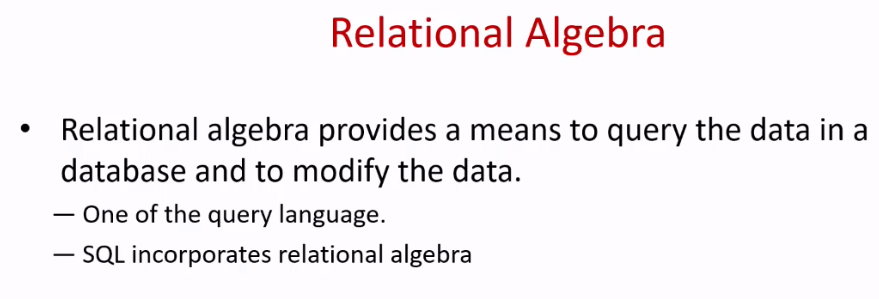 Relational Algebra
• Relational algebra provides a means to query the data in a
database and to modify the data.
— One of the query language.
— SQL incorporates relational algebra